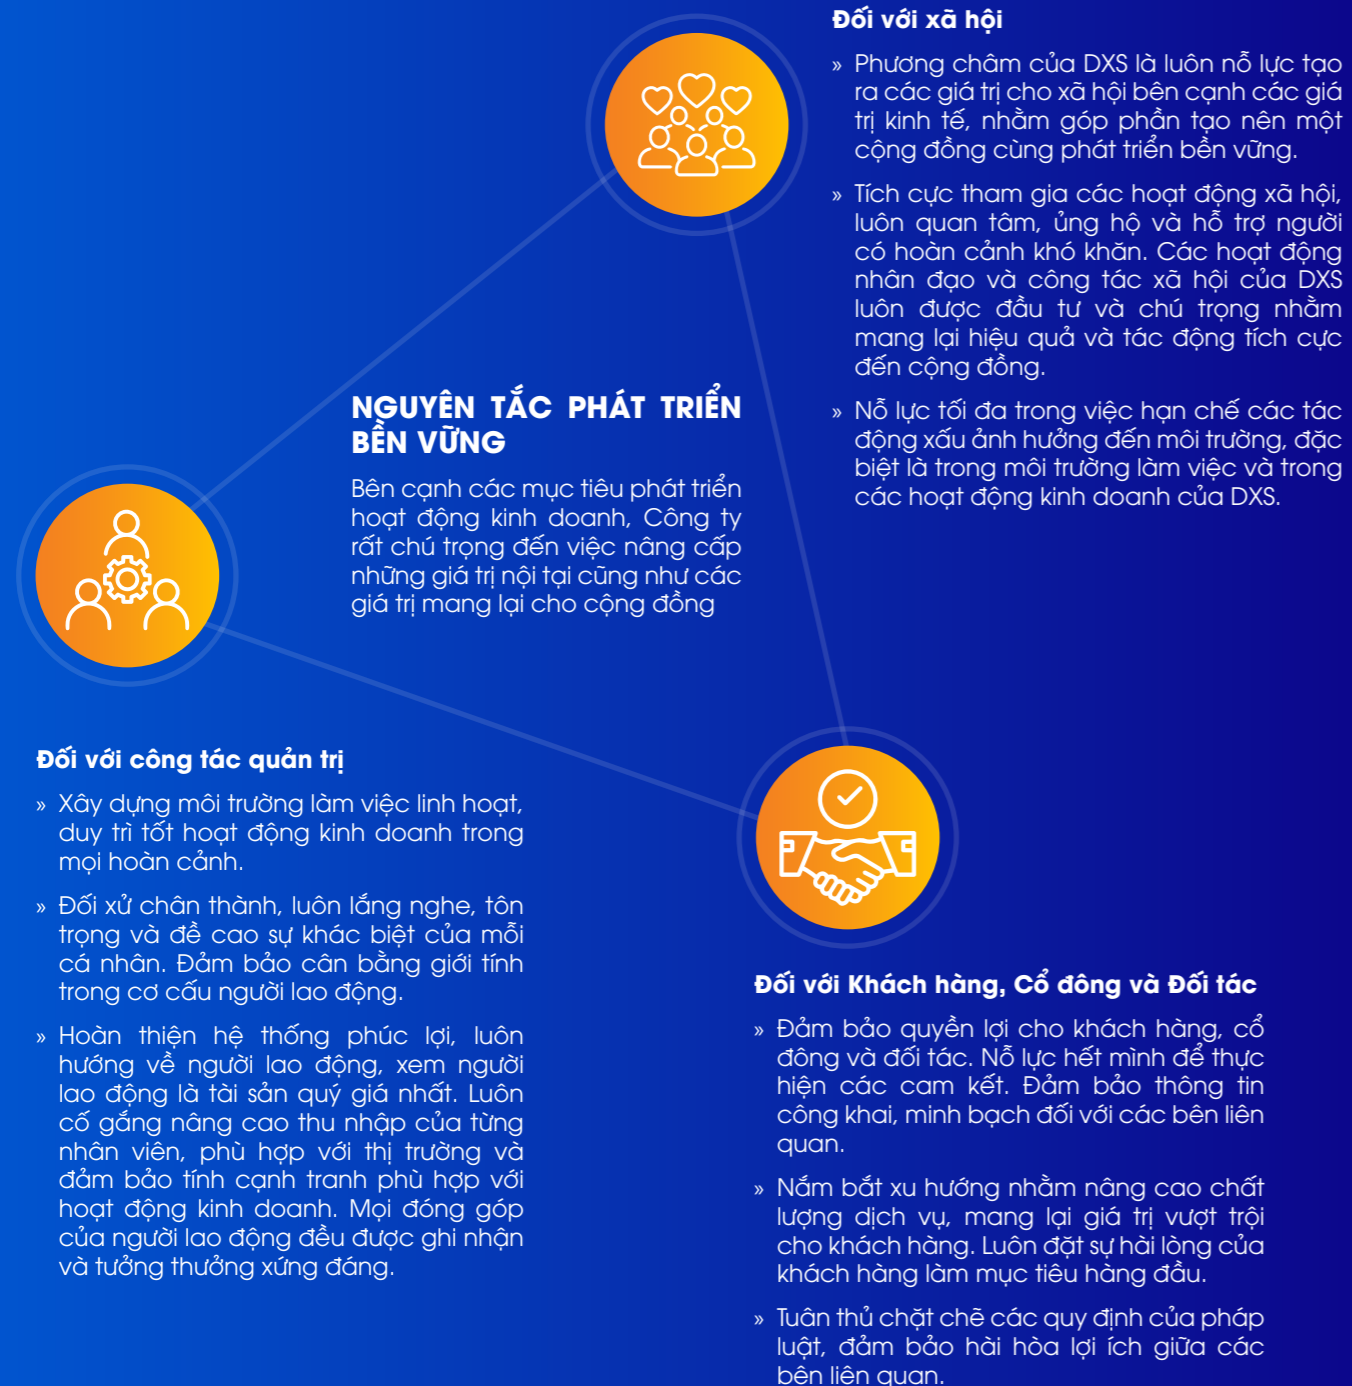 Đối với xã hội
» Phương châm của DXS là luôn nỗ lực tạo
ra các giá trị cho xã hội bên cạnh các giá
trị kinh tế, nhằm góp phần tạo nên một
cộng đồng cùng phát triển bền vững.
» Tích cực tham gia các hoạt động xã hội,
luôn quan tâm, ủng hộ và hỗ trợ người
có hoàn cảnh khó khăn. Các hoạt động
nhân đạo và công tác xã hội của DXS
luôn được đầu tư và chú trọng nhằm
mang lại hiệu quả và tác động tích cực
đến cộng đồng.
» Nỗ lực tối đa trong việc hạn chế các tác
động xấu ảnh hưởng đến môi trường, đặc
biệt là trong môi trường làm việc và trong
các hoạt động kinh doanh của DXS.
NGUYÊN TẮC PHÁT TRIỂN
BỀN VỮNG
Bên cạnh các mục tiêu phát triển
hoạt động kinh doanh, Công ty
rất chú trọng đến việc nâng cấp
những giá trị nội tại cũng như các
giá trị mang lại cho cộng đồng
Đối với công tác quản trị
» Xây dựng môi trường làm việc linh hoạt,
duy trì tốt hoạt động kinh doanh trong
mọi hoàn cảnh.
» Đối xử chân thành, luôn lắng nghe, tôn
trọng và đề cao sự khác biệt của mỗi
cá nhân. Đảm bảo cân bằng giới tính
trong cơ cấu người lao động.
» Hoàn thiện hệ thống phúc lợi, luôn
hướng về người lao động, xem người
lao động là tài sản quý giá nhất. Luôn
cố gắng nâng cao thu nhập của từng
nhân viên, phù hợp với thị trường và
đảm bảo tính cạnh tranh phù hợp với
hoạt động kinh doanh. Mọi đóng góp
của người lao động đều được ghi nhận
và tưởng thưởng xứng đáng.
Đối với Khách hàng, Cổ đông và Đối tác
» Đảm bảo quyền lợi cho khách hàng, cổ
đông và đối tác. Nỗ lực hết mình để thực
hiện các cam kết. Đảm bảo thông tin
công khai, minh bạch đối với các bên liên
quan.
» Nắm bắt xu hướng nhằm nâng cao chất
lượng dịch vụ, mang lại giá trị vượt trội
cho khách hàng. Luôn đặt sự hài lòng của
khách hàng làm mục tiêu hàng đầu.
» Tuân thủ chặt chẽ các quy định của pháp
luật, đảm bảo hài hòa lợi ích giữa các
bên liên quan.